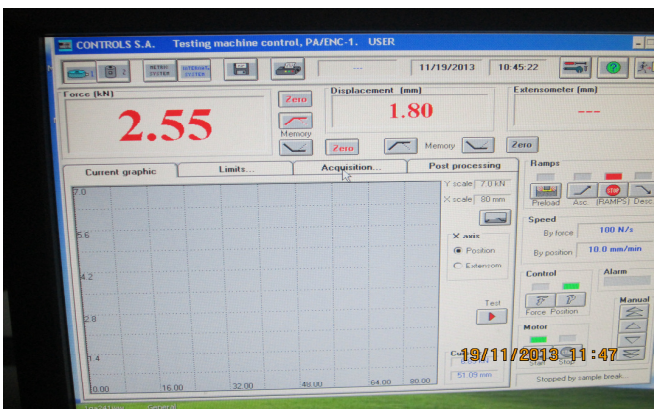 CONTROLS S.A. Testing machine control, PA/ENC-1. USER
1 2 METRIC SYSTEM INTERNAT. SYSTEM --- 11/19/2013 10:45:22
Force (kN) Displacement (mm) Extensometer (mm)
2.55 Zero 1.80 ---
Memory Zero Memory Zero
Current graphic Limits... Acquisition... Post processing
Ramps
Preload Asc. (RAMPS) Desc
Y scale 7.0 kN
X scale 80 mm
Speed
By force 100 N/s
By position 10.0 mm/min
X axis
Position
Extensom
Control Alarm
Force Position
Manual
Test
Motor
Start Stop
51.09 mm
Stopped by sample break...
7.0
5.6
4.2
2.8
1.4
0.00 16.00 32.00 48.00 64.00 80.00
19/11/2013 11:47
General